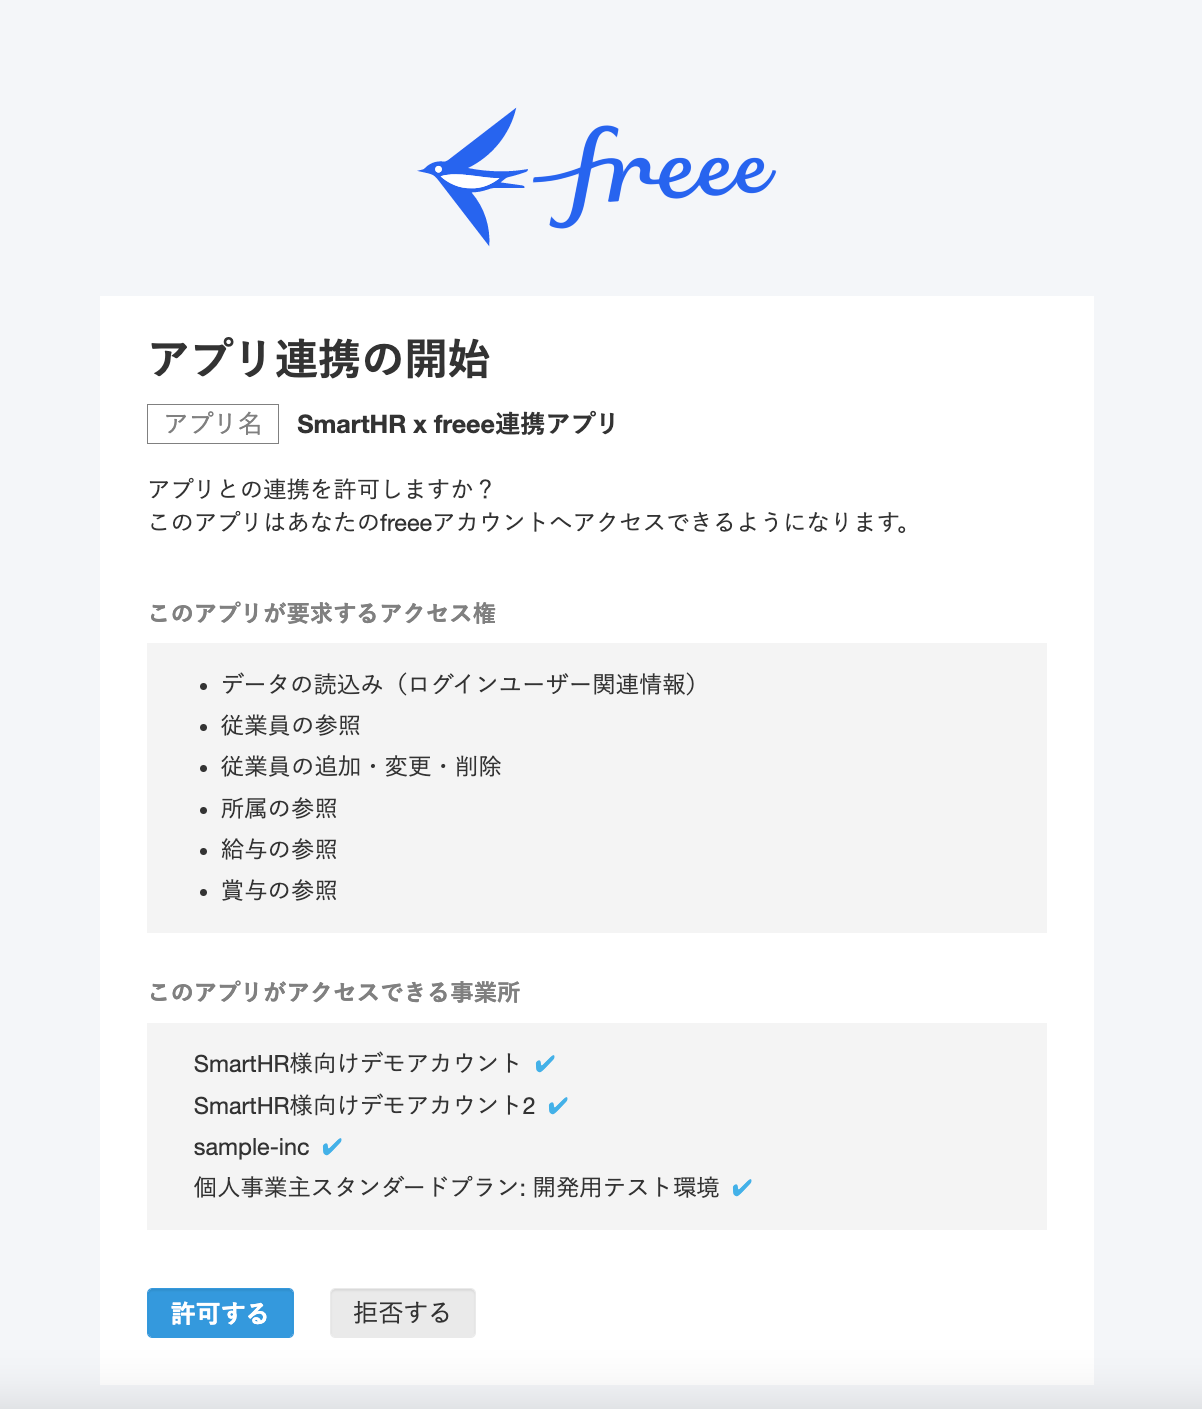 freee
アプリ連携の開始
アプリ名 SmartHR x freee連携アプリ
アプリとの連携を許可しますか？
このアプリはあなたのfreeeアカウントへアクセスできるようになります。
このアプリが要求するアクセス権
• データの読込み（ログインユーザー関連情報）
• 従業員の参照
• 従業員の追加・変更・削除
• 所属の参照
• 給与の参照
• 賞与の参照
このアプリがアクセスできる事業所
SmartHR様向けデモアカウント ✔
SmartHR様向けデモアカウント2 ✔
sample-inc ✔
個人事業主スタンダードプラン: 開発用テスト環境 ✔
許可する 拒否する